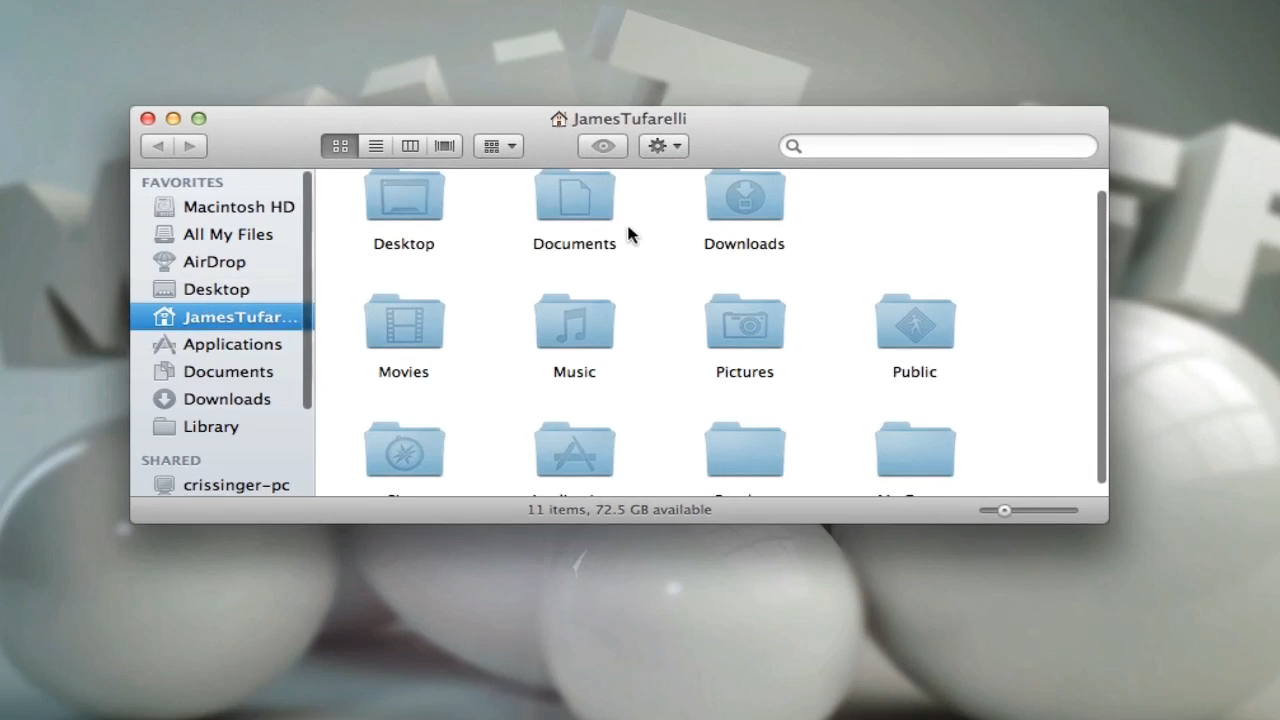 JamesTufarelli
FAVORITES
Macintosh HD
All My Files
AirDrop
Desktop
JamesTufar...
Applications
Documents
Downloads
Library
SHARED
crissinger-pc
Desktop
Documents
Downloads
Movies
Music
Pictures
Public
11 items, 72.5 GB available